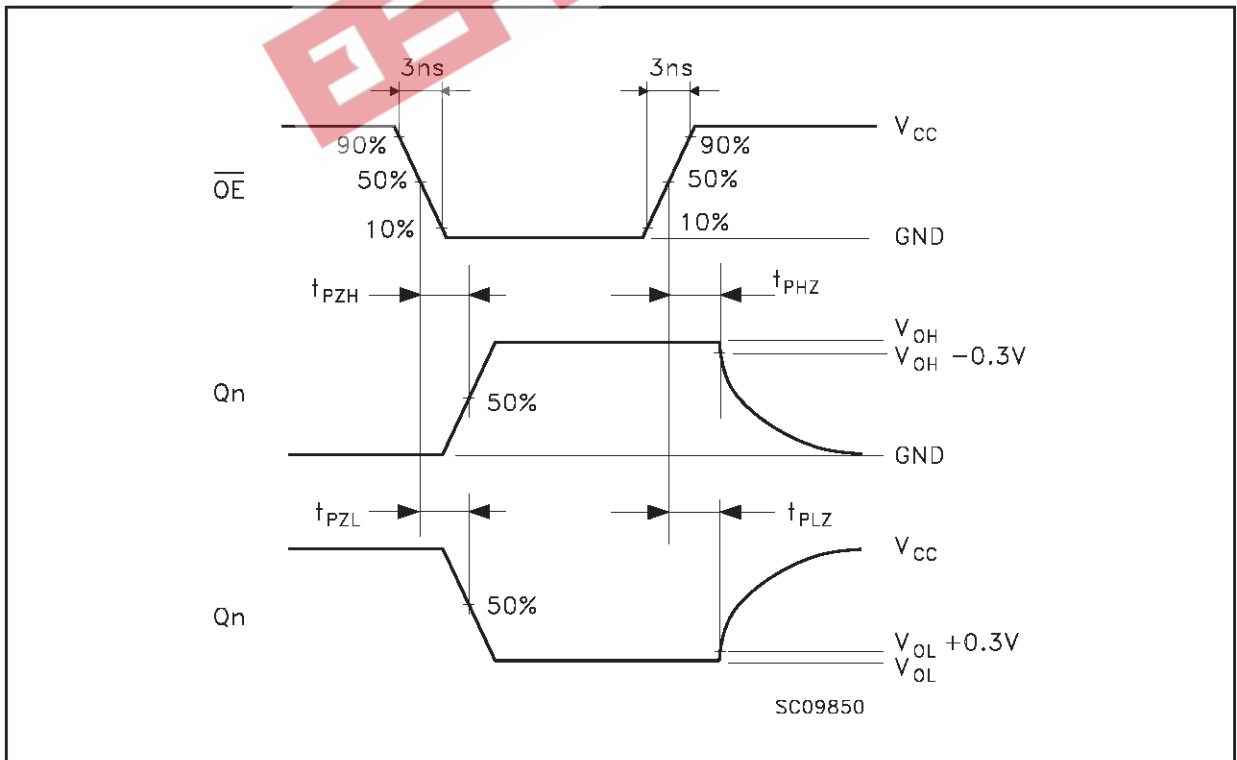 3ns 3ns
V_CC
90% 90%
O̅E̅ 50% 50%
10% 10%
GND
t_PZH t_PHZ
V_OH
V_OH −0.3V
Qn 50%
GND
t_PZL t_PLZ
V_CC
Qn 50%
V_OL +0.3V
V_OL
SC09850